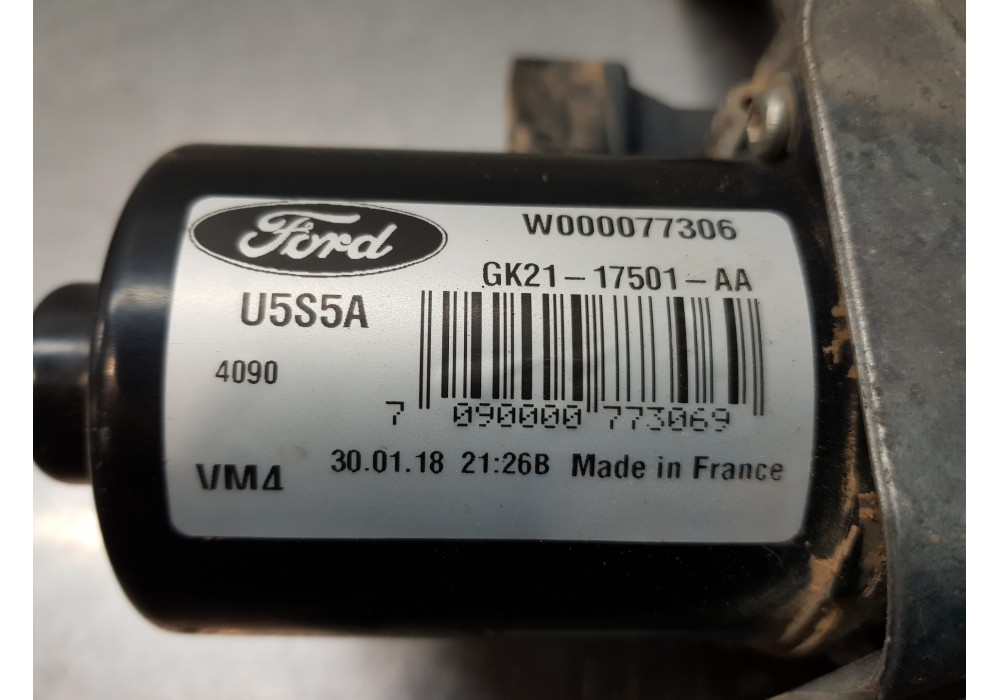 Ford
W000077306
GK21-17501-AA
U5S5A
4090
7 090000 773069
30.01.18 21:26B Made in France
VM4